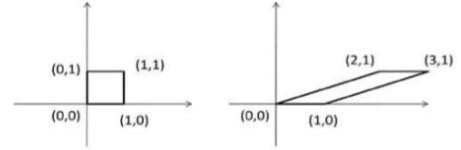 (0,1) (1,1)
(0,0) (1,0)
(2,1) (3,1)
(0,0) (1,0)